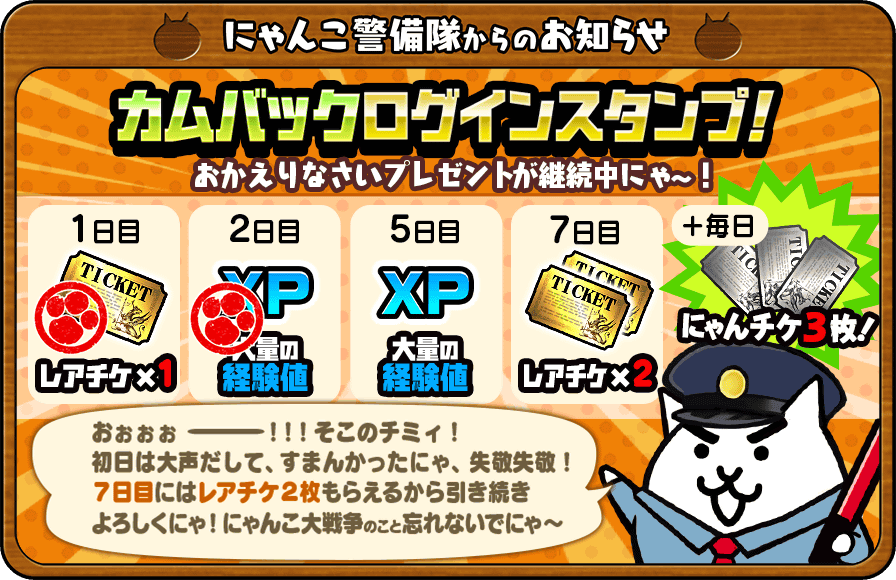 にゃんこ警備隊からのお知らせ
カムバックログインスタンプ!
おかえりなさいプレゼントが継続中にゃ～！
1日目
TICKET
レアチケ×1
2日目
XP
大量の
経験値
5日目
XP
大量の
経験値
7日目
TICKET
TICKET
レアチケ×2
＋毎日
TICKET
にゃんチケ3枚!
おぉぉぉ ―――！！！そこのチミィ！
初日は大声だして、すまんかったにゃ、失敬失敬！
７日目にはレアチケ２枚もらえるから引き続き
よろしくにゃ！にゃんこ大戦争のこと忘れないでにゃ～